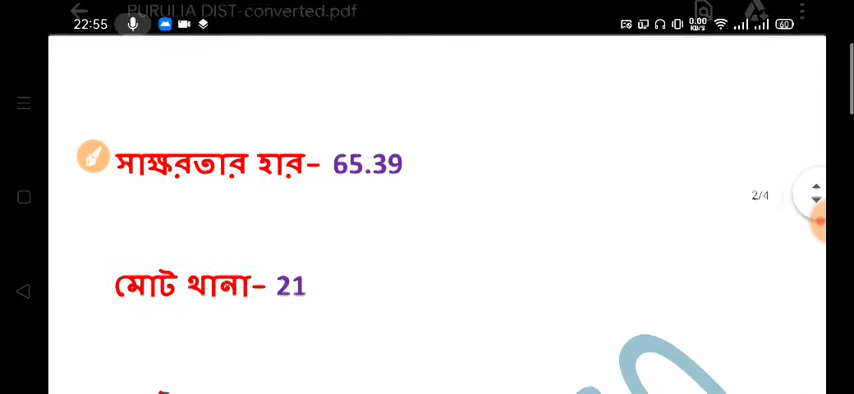 PURULIA DIST-converted.pdf
22:55
0.00
KB/S
60
সাক্ষরতার হার- 65.39
2/4
মোট থানা- 21